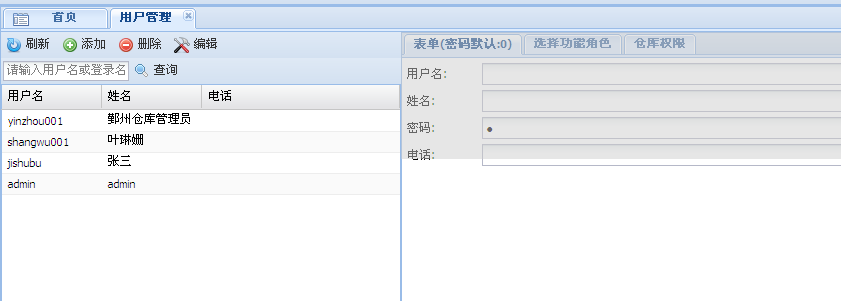 首页 用户管理
刷新 添加 删除 编辑
请输入用户名或登录名 查询
用户名 姓名 电话
yinzhou001 鄞州仓库管理员
shangwu001 叶琳姗
jishubu 张三
admin admin
表单(密码默认:0) 选择功能角色 仓库权限
用户名:
姓名:
密码: ●
电话: